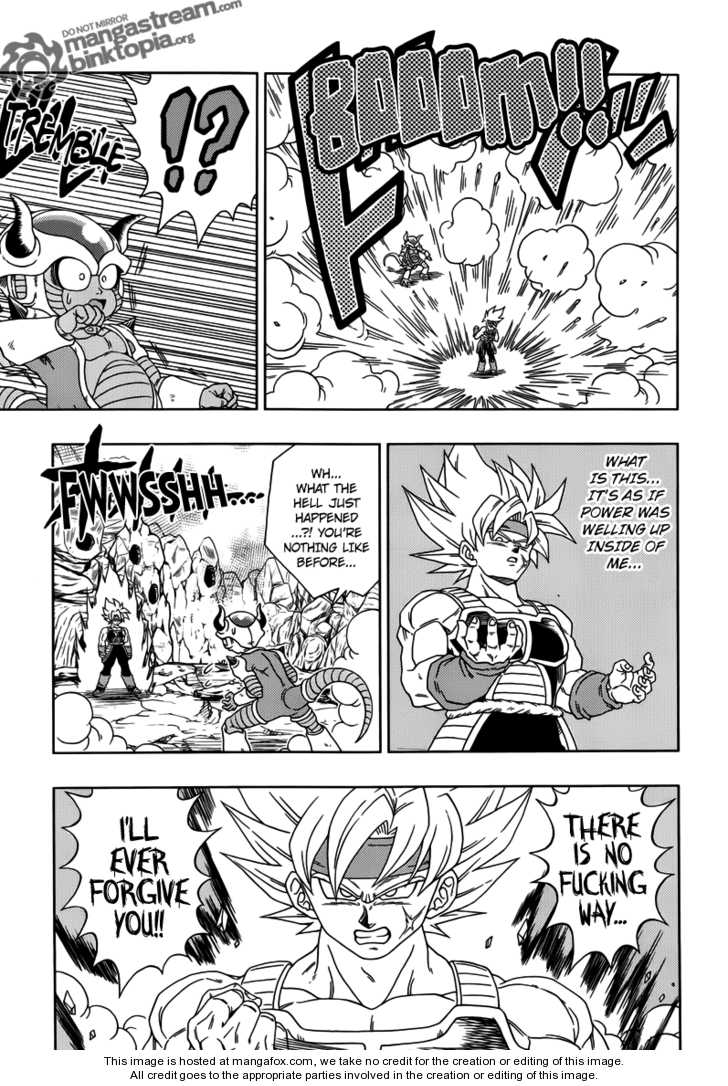 DO NOT MIRROR
mangastream.com
binktopia.org
BOOOM!!
!?
TREMBLE
WHAT
IS THIS...
IT'S AS IF
POWER WAS
WELLING UP
INSIDE OF
ME...
WH...
WHAT THE
HELL JUST
HAPPENED
...?! YOU'RE
NOTHING LIKE
BEFORE...
FWWSSHH...
THERE
IS NO
FUCKING
WAY...
I'LL
EVER
FORGIVE
YOU!!
This image is hosted at mangafox.com, we take no credit for the creation or editing of this image.
All credit goes to the appropriate parties involved in the creation or editing of this image.